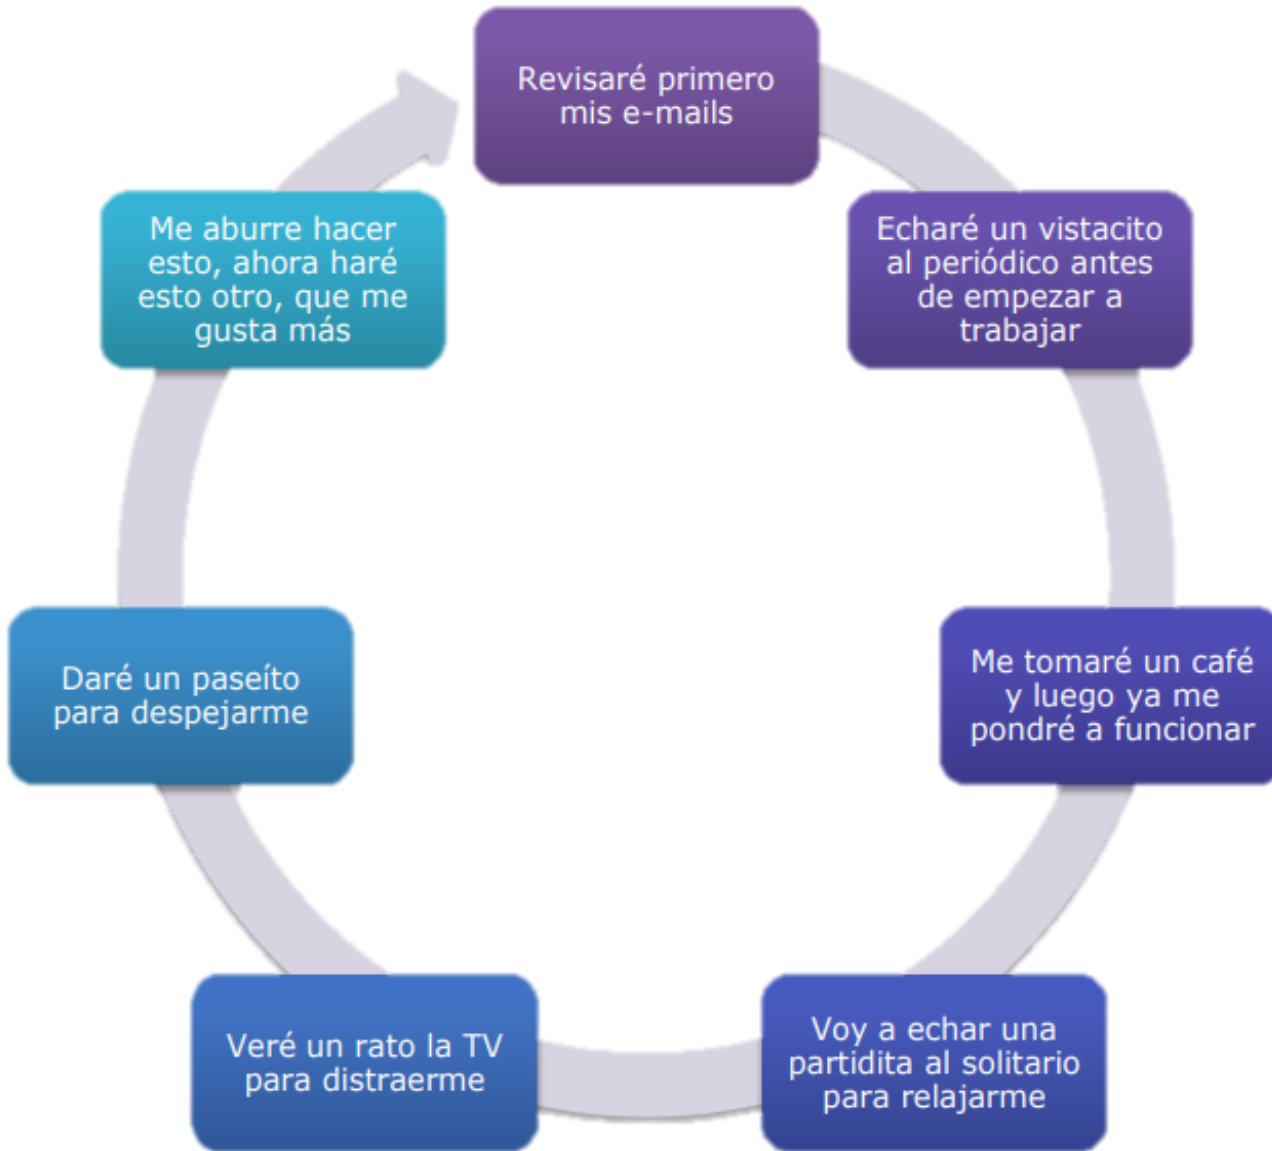 Revisaré primero
mis e-mails
Echaré un vistacito
al periódico antes
de empezar a
trabajar
Me tomaré un café
y luego ya me
pondré a funcionar
Voy a echar una
partidita al solitario
para relajarme
Veré un rato la TV
para distraerme
Daré un paseíto
para despejarme
Me aburre hacer
esto, ahora haré
esto otro, que me
gusta más